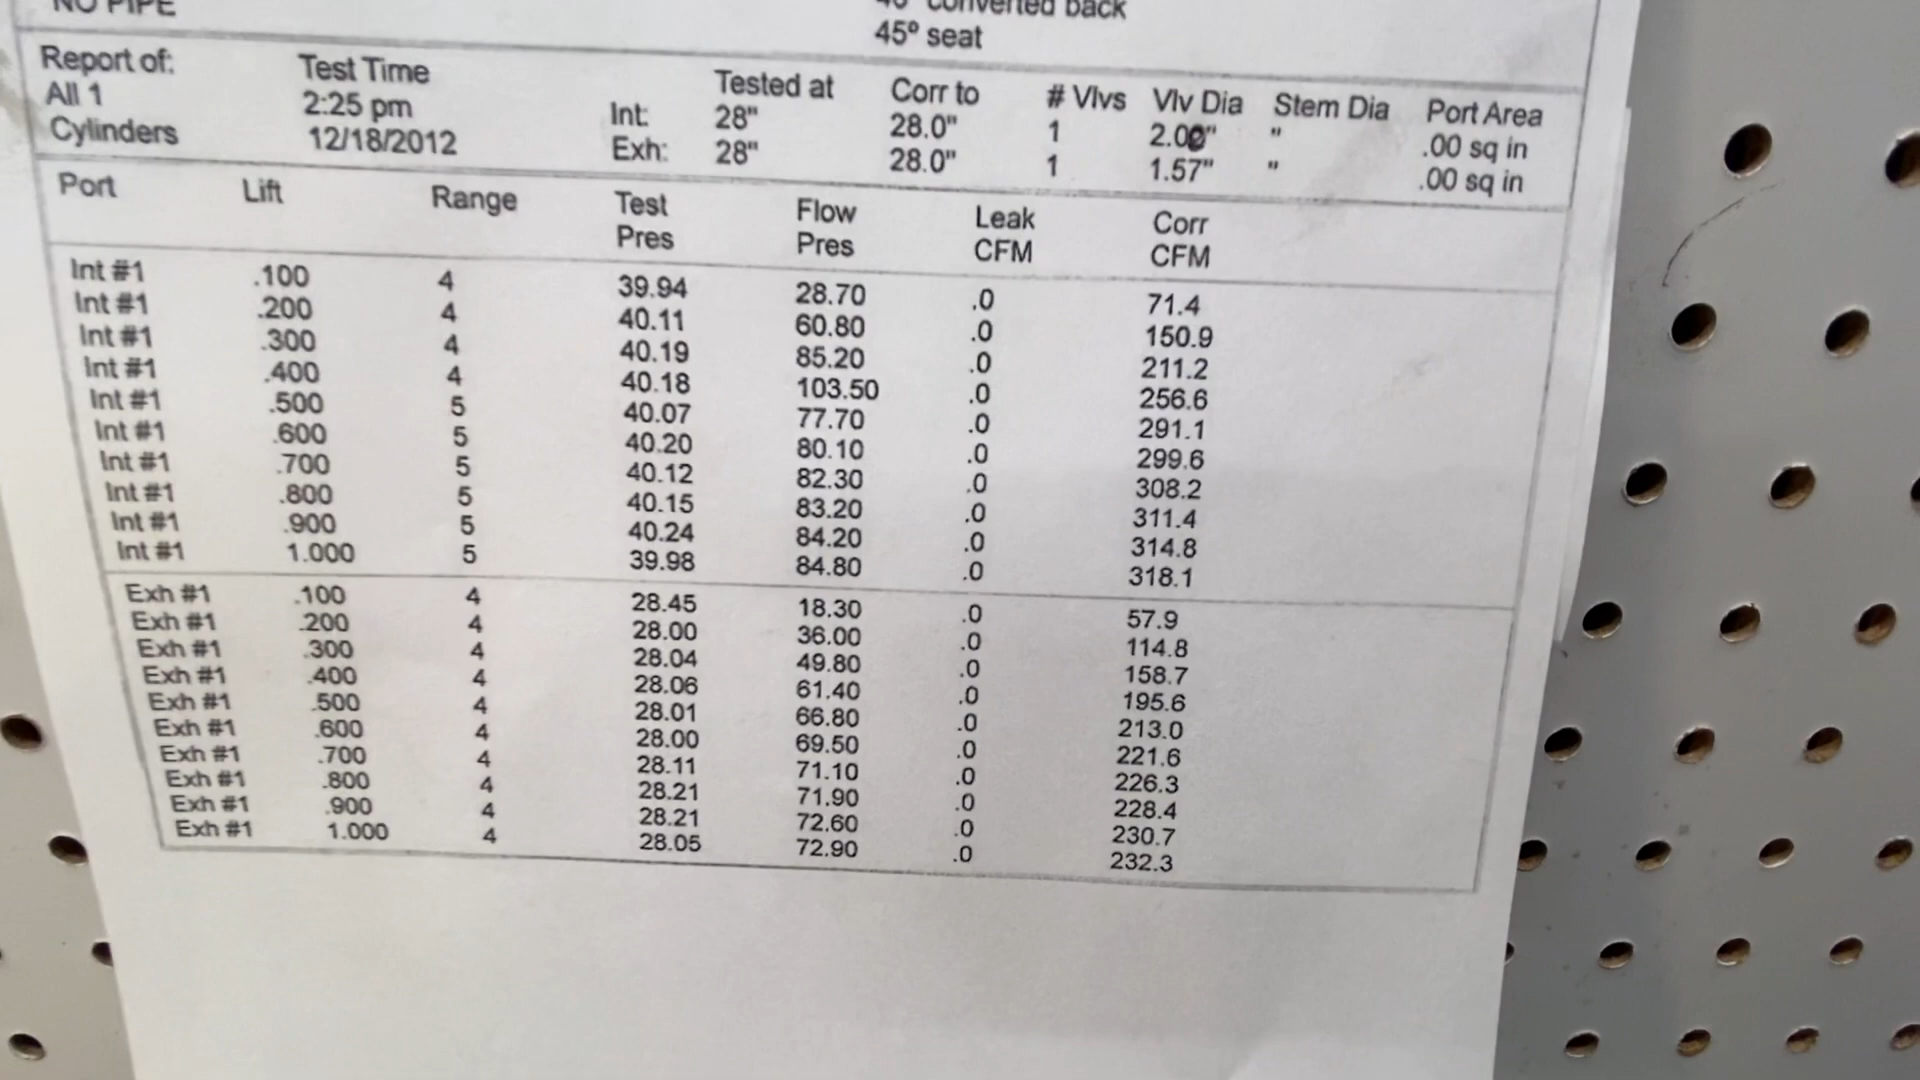 NO PIPE
converted back
45º seat
Report of: Test Time Tested at Corr to # Vlvs Vlv Dia Stem Dia Port Area
All 1 2:25 pm Int: 28" 28.0" 1 2.00" " .00 sq in
Cylinders 12/18/2012 Exh: 28" 28.0" 1 1.57" " .00 sq in
Port Lift Range Test Flow Leak Corr
Pres Pres CFM CFM
Int #1 .100 4 39.94 28.70 .0 71.4
Int #1 .200 4 40.11 60.80 .0 150.9
Int #1 .300 4 40.19 85.20 .0 211.2
Int #1 .400 4 40.18 103.50 .0 256.6
Int #1 .500 5 40.07 77.70 .0 291.1
Int #1 .600 5 40.20 80.10 .0 299.6
Int #1 .700 5 40.12 82.30 .0 308.2
Int #1 .800 5 40.15 83.20 .0 311.4
Int #1 .900 5 40.24 84.20 .0 314.8
Int #1 1.000 5 39.98 84.80 .0 318.1
Exh #1 .100 4 28.45 18.30 .0 57.9
Exh #1 .200 4 28.00 36.00 .0 114.8
Exh #1 .300 4 28.04 49.80 .0 158.7
Exh #1 .400 4 28.06 61.40 .0 195.6
Exh #1 .500 4 28.01 66.80 .0 213.0
Exh #1 .600 4 28.00 69.50 .0 221.6
Exh #1 .700 4 28.11 71.10 .0 226.3
Exh #1 .800 4 28.21 71.90 .0 228.4
Exh #1 .900 4 28.21 72.60 .0 230.7
Exh #1 1.000 4 28.05 72.90 .0 232.3